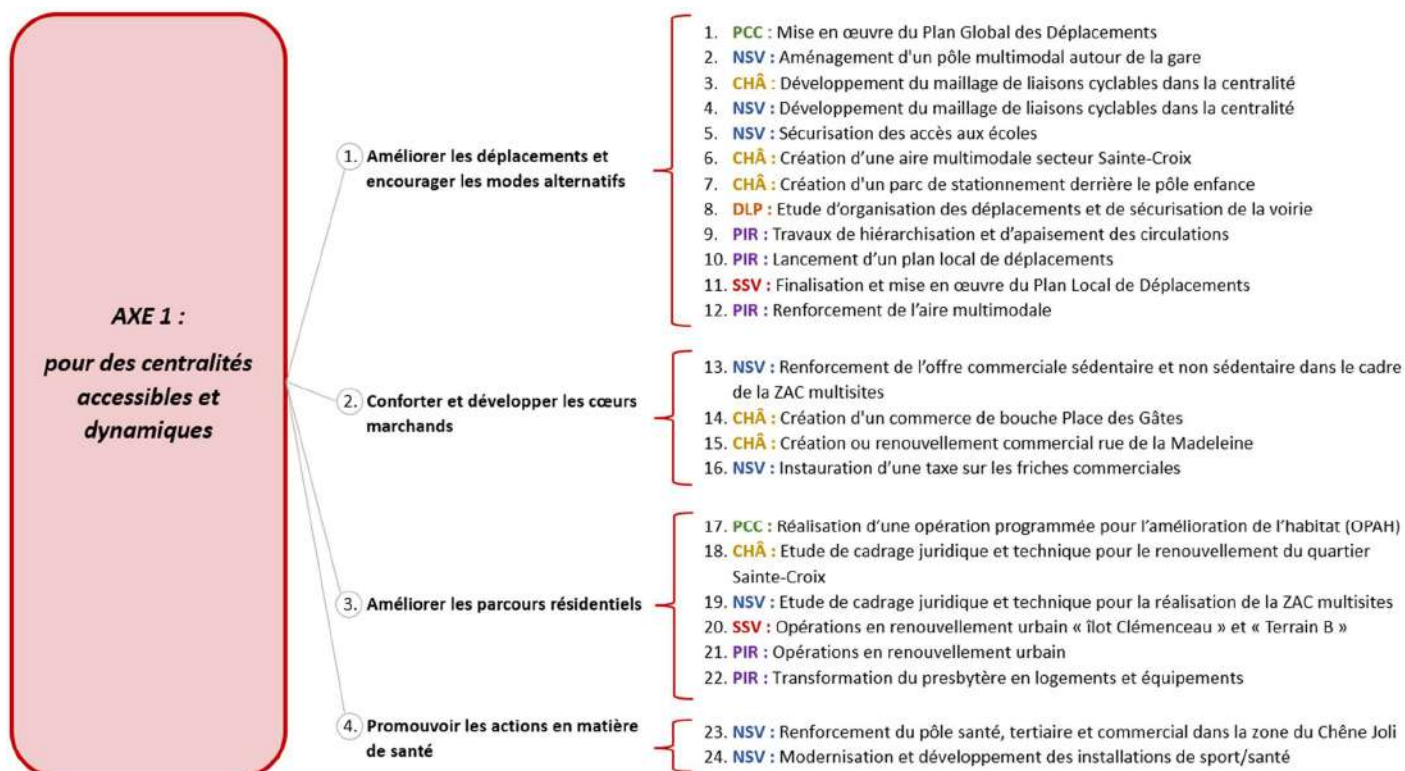 AXE 1 :
pour des centralités
accessibles et
dynamiques
1. Améliorer les déplacements et
encourager les modes alternatifs
1. PCC : Mise en œuvre du Plan Global des Déplacements
2. NSV : Aménagement d'un pôle multimodal autour de la gare
3. CHÂ : Développement du maillage de liaisons cyclables dans la centralité
4. NSV : Développement du maillage de liaisons cyclables dans la centralité
5. NSV : Sécurisation des accès aux écoles
6. CHÂ : Création d'une aire multimodale secteur Sainte-Croix
7. CHÂ : Création d'un parc de stationnement derrière le pôle enfance
8. DLP : Etude d'organisation des déplacements et de sécurisation de la voirie
9. PIR : Travaux de hiérarchisation et d'apaisement des circulations
10. PIR : Lancement d'un plan local de déplacements
11. SSV : Finalisation et mise en œuvre du Plan Local de Déplacements
12. PIR : Renforcement de l'aire multimodale
2. Conforter et développer les cœurs
marchands
13. NSV : Renforcement de l'offre commerciale sédentaire et non sédentaire dans le cadre
de la ZAC multisites
14. CHÂ : Création d'un commerce de bouche Place des Gâtes
15. CHÂ : Création ou renouvellement commercial rue de la Madeleine
16. NSV : Instauration d'une taxe sur les friches commerciales
3. Améliorer les parcours résidentiels
17. PCC : Réalisation d'une opération programmée pour l'amélioration de l'habitat (OPAH)
18. CHÂ : Etude de cadrage juridique et technique pour le renouvellement du quartier
Sainte-Croix
19. NSV : Etude de cadrage juridique et technique pour la réalisation de la ZAC multisites
20. SSV : Opérations en renouvellement urbain « îlot Clémenceau » et « Terrain B »
21. PIR : Opérations en renouvellement urbain
22. PIR : Transformation du presbytère en logements et équipements
4. Promouvoir les actions en matière
de santé
23. NSV : Renforcement du pôle santé, tertiaire et commercial dans la zone du Chêne Joli
24. NSV : Modernisation et développement des installations de sport/santé